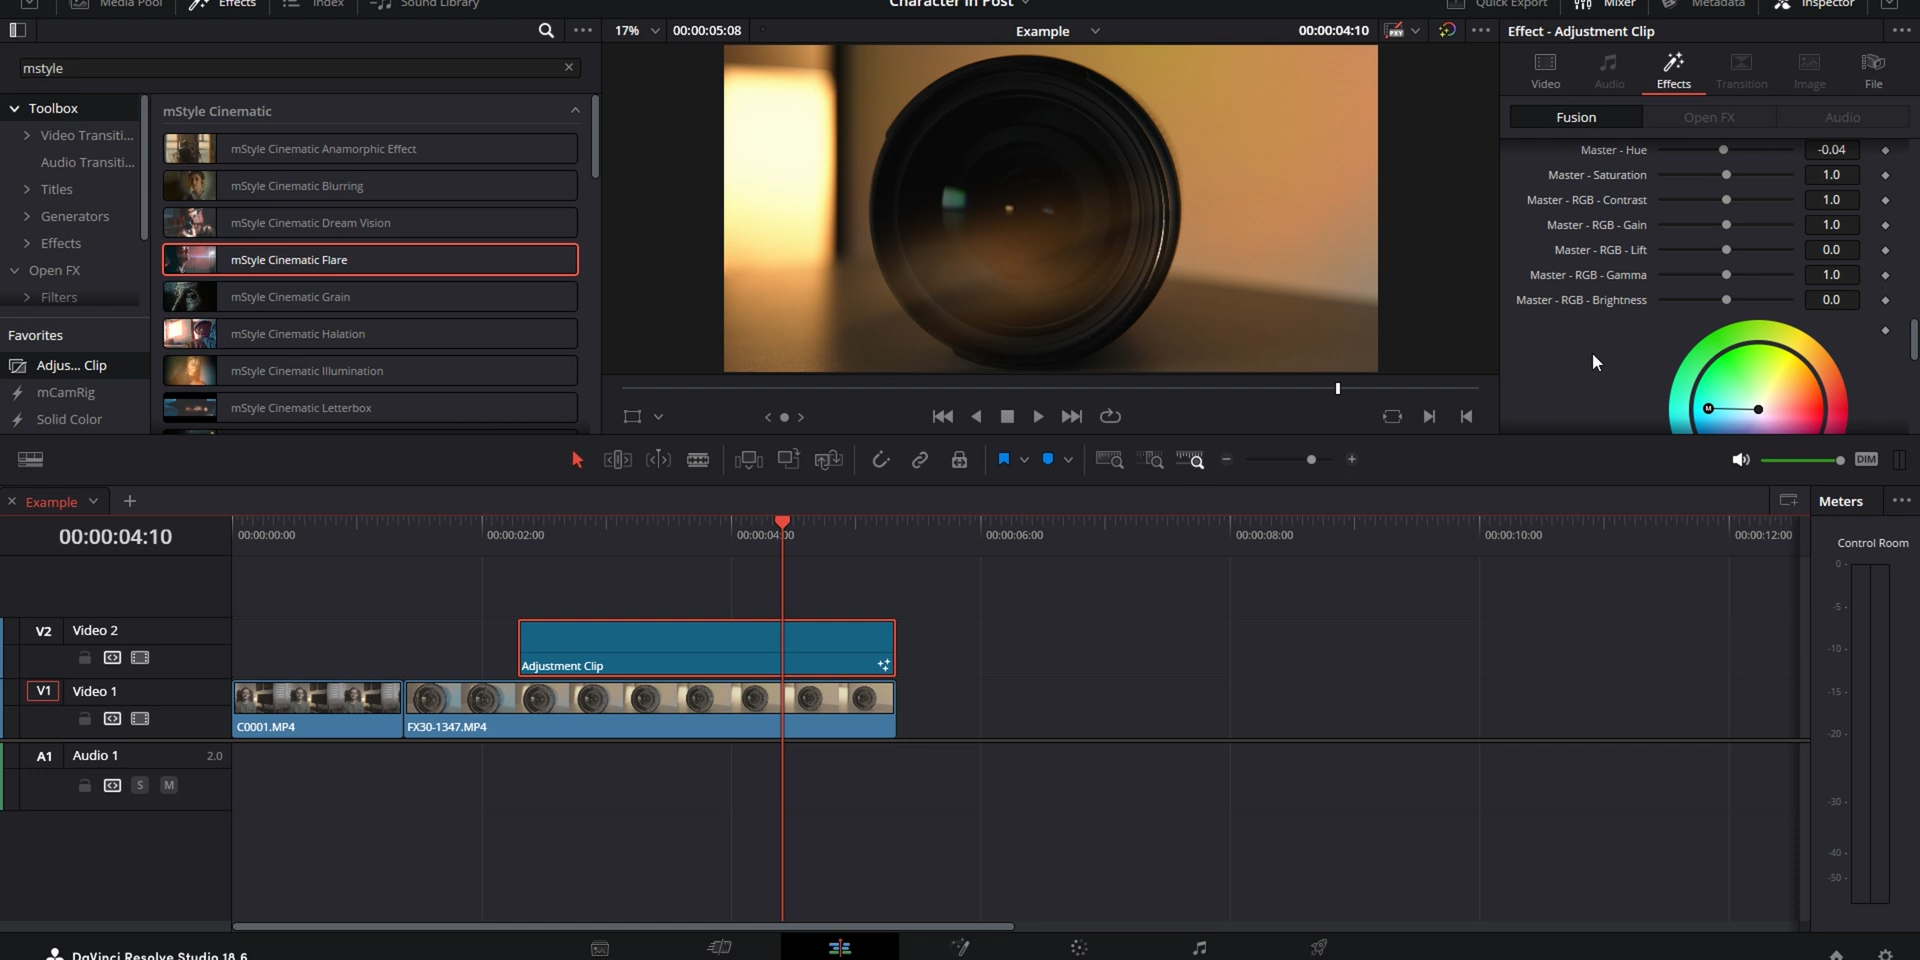 Media Pool
Effects
Index
Sound Library
Character in Post
Quick Export
Mixer
Metadata
Inspector
17%
00:00:05:08
Example
00:00:04:10
PXY
Effect - Adjustment Clip
mstyle
Video
Audio
Effects
Transition
Image
File
Toolbox
Video Transiti...
Audio Transiti...
Titles
Generators
Effects
Open FX
Filters
Favorites
Adjus... Clip
mCamRig
Solid Color
mStyle Cinematic
mStyle Cinematic Anamorphic Effect
mStyle Cinematic Blurring
mStyle Cinematic Dream Vision
mStyle Cinematic Flare
mStyle Cinematic Grain
mStyle Cinematic Halation
mStyle Cinematic Illumination
mStyle Cinematic Letterbox
Fusion
Open FX
Audio
Master - Hue -0.04
Master - Saturation 1.0
Master - RGB - Contrast 1.0
Master - RGB - Gain 1.0
Master - RGB - Lift 0.0
Master - RGB - Gamma 1.0
Master - RGB - Brightness 0.0
M
DIM
Example
Meters
00:00:04:10
00:00:00:00
00:00:02:00
00:00:04:00
00:00:06:00
00:00:08:00
00:00:10:00
00:00:12:00
Control Room
0
-5
-10
-15
-20
-30
-40
-50
V2 Video 2
Adjustment Clip
V1 Video 1
C0001.MP4
FX30-1347.MP4
A1 Audio 1 2.0
S M
DaVinci Resolve Studio 18.6